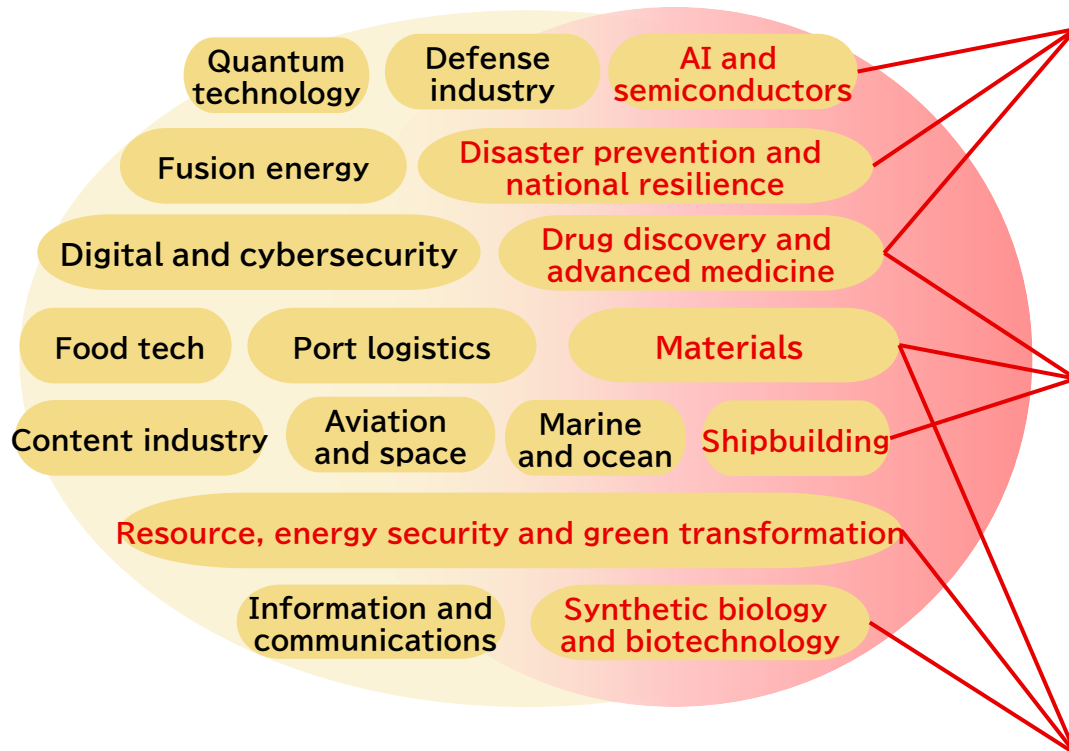 Quantum
technology
Defense
industry
AI and
semiconductors
Fusion energy
Disaster prevention and
national resilience
Digital and cybersecurity
Drug discovery and
advanced medicine
Food tech
Port logistics
Materials
Content industry
Aviation
and space
Marine
and ocean
Shipbuilding
Resource, energy security and green transformation
Information and
communications
Synthetic biology
and biotechnology